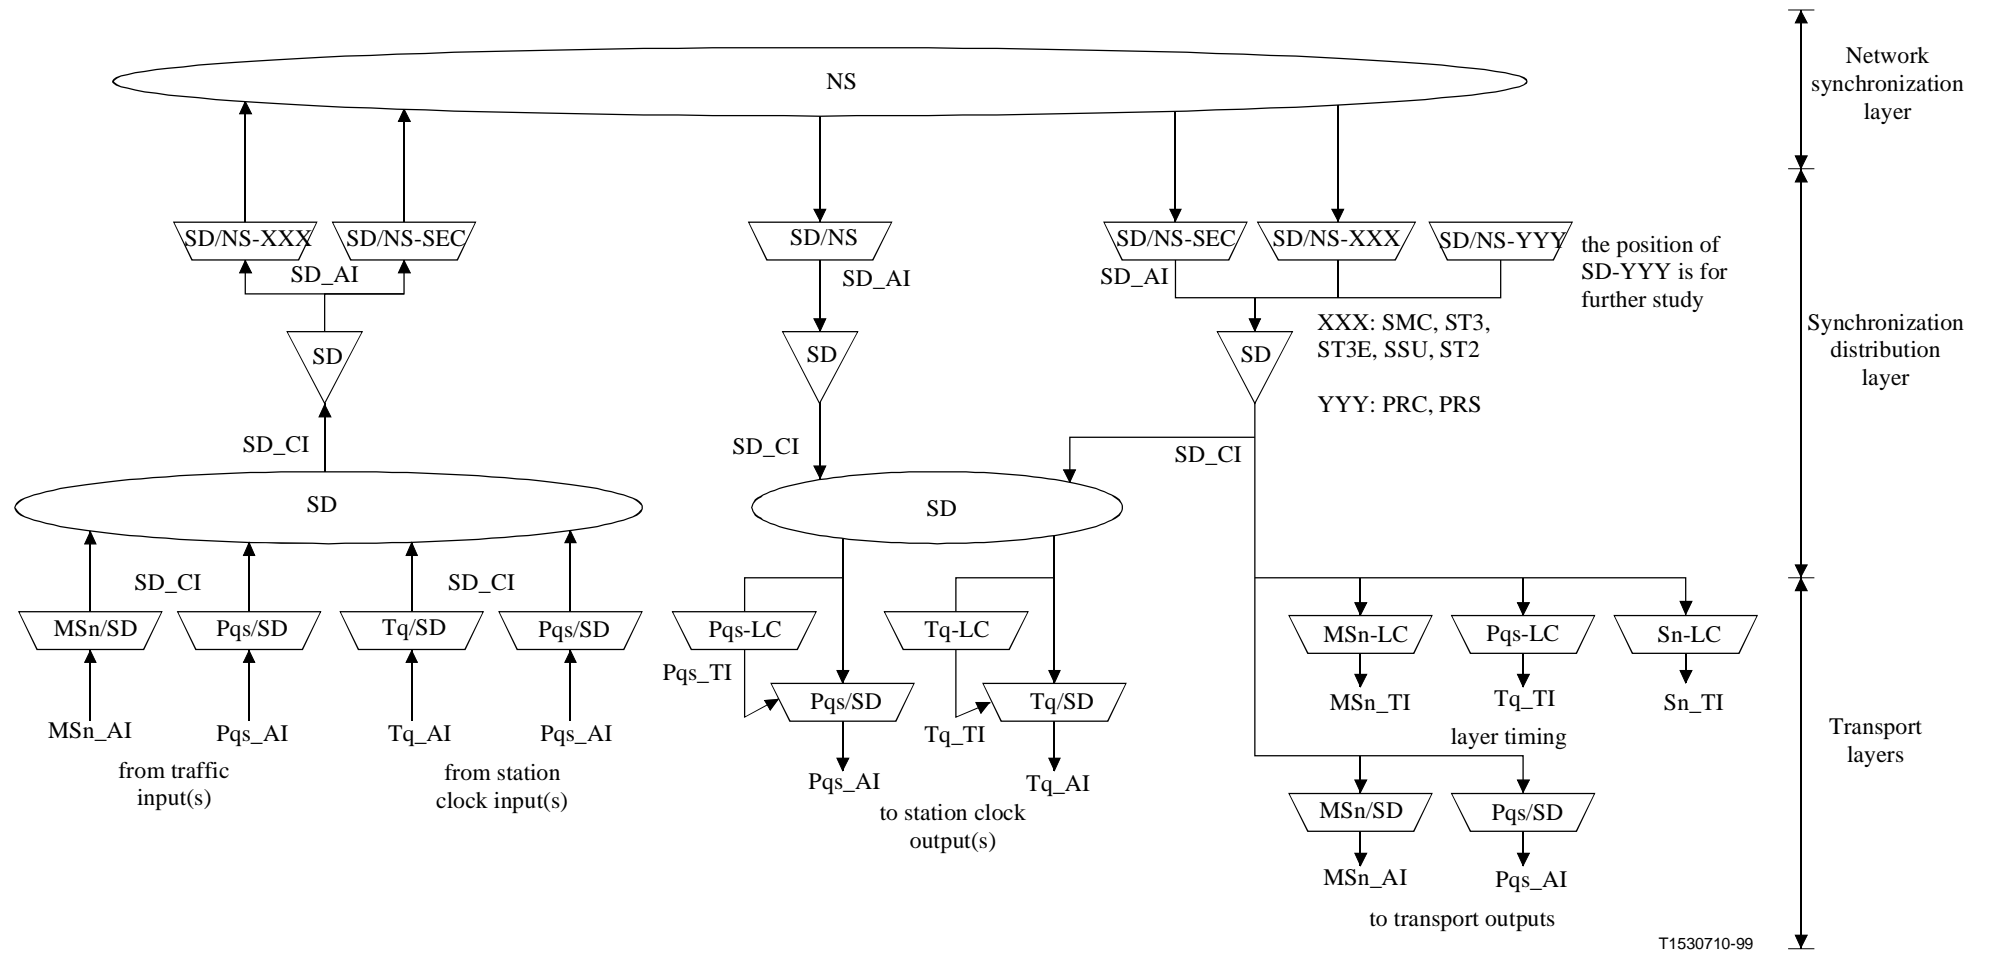 NS
Network
synchronization
layer
SD/NS-XXX
SD/NS-SEC
SD/NS
SD/NS-SEC
SD/NS-XXX
SD/NS-YYY
the position of
SD-YYY is for
further study
SD_AI
SD_AI
SD_AI
XXX: SMC, ST3,
ST3E, SSU, ST2
YYY: PRC, PRS
Synchronization
distribution
layer
SD
SD
SD
SD_CI
SD_CI
SD_CI
SD
SD
SD_CI
SD_CI
MSn/SD
Pqs/SD
Tq/SD
Pqs/SD
Pqs-LC
Tq-LC
MSn-LC
Pqs-LC
Sn-LC
Pqs_TI
Pqs/SD
Tq/SD
MSn_TI
Tq_TI
Sn_TI
MSn_AI
Pqs_AI
Tq_AI
Pqs_AI
Tq_TI
layer timing
Transport
layers
from traffic
input(s)
from station
clock input(s)
Pqs_AI
Tq_AI
to station clock
output(s)
MSn/SD
Pqs/SD
MSn_AI
Pqs_AI
to transport outputs
T1530710-99